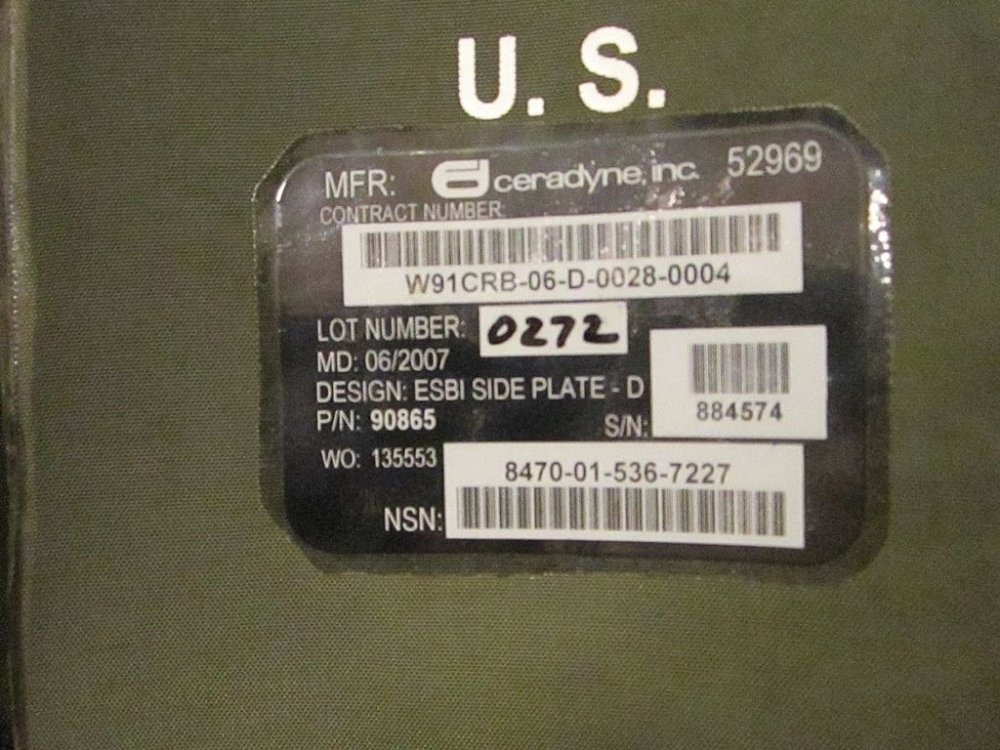 U. S.
MFR: ceradyne, inc. 52969
CONTRACT NUMBER:
W91CRB-06-D-0028-0004
LOT NUMBER: 0272
MD: 06/2007
DESIGN: ESBI SIDE PLATE - D
P/N: 90865
S/N: 884574
WO: 135553
8470-01-536-7227
NSN: